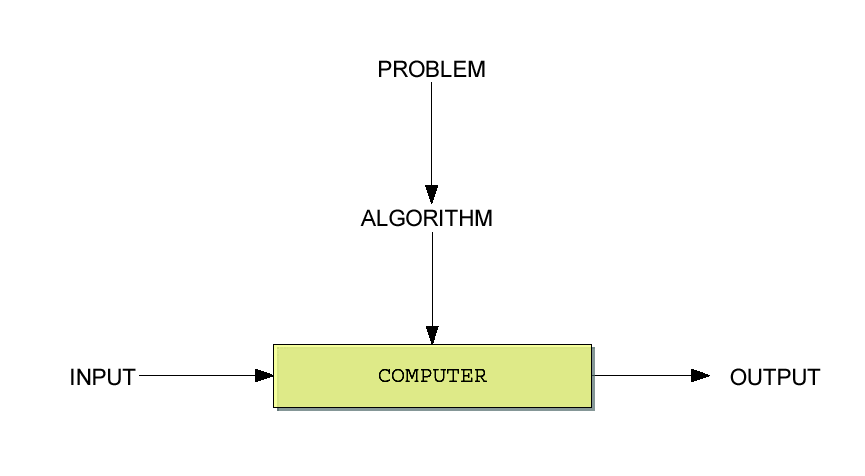 PROBLEM
ALGORITHM
INPUT
COMPUTER
OUTPUT